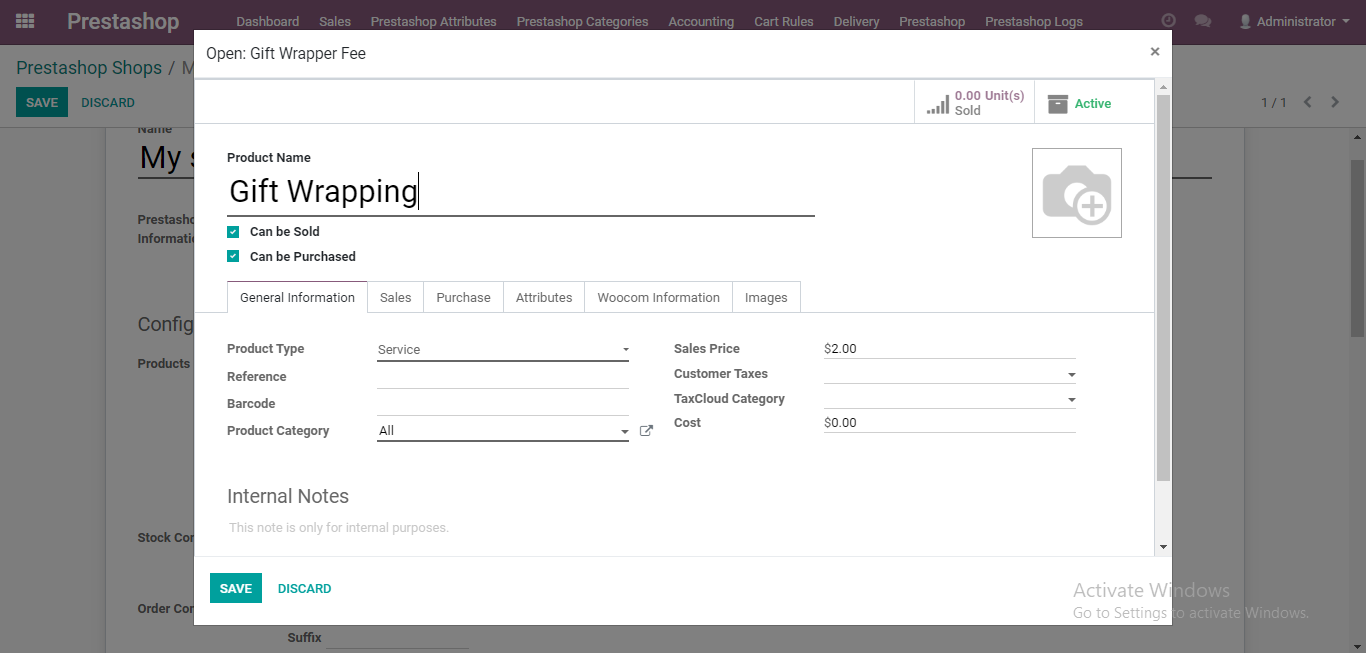 Prestashop Dashboard Sales Prestashop Attributes Prestashop Categories Accounting Cart Rules Delivery Prestashop Prestashop Logs Administrator
Prestashop Shops / M
SAVE DISCARD
1 / 1
Name
My s
Prestasho
Informatio
Config
Products
Stock Con
Order Con
Suffix
Open: Gift Wrapper Fee ×
0.00 Unit(s)
Sold
Active
Product Name
Gift Wrapping
Can be Sold
Can be Purchased
General Information Sales Purchase Attributes Woocom Information Images
Product Type Service
Reference
Barcode
Product Category All
Sales Price $2.00
Customer Taxes
TaxCloud Category
Cost $0.00
Internal Notes
This note is only for internal purposes.
SAVE DISCARD
Activate Windows
Go to Settings to activate Windows.